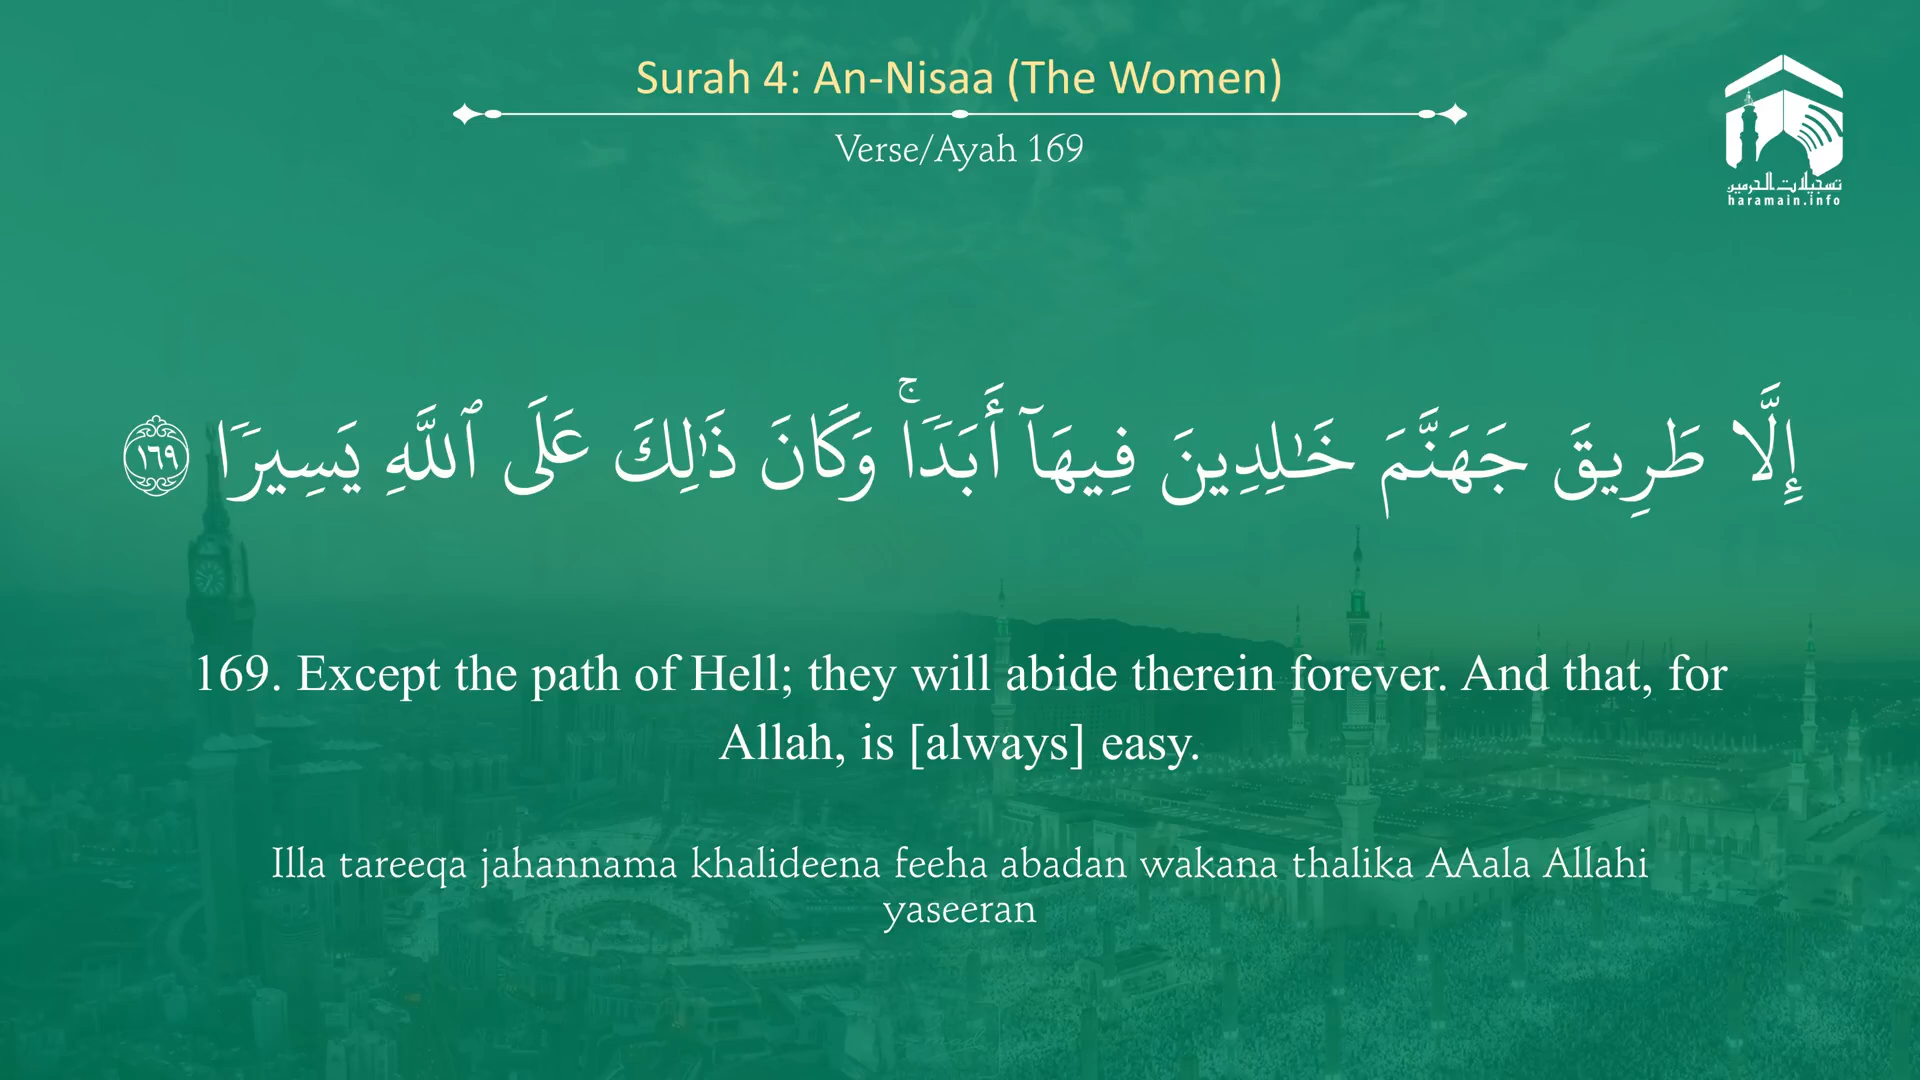 Surah 4: An-Nisaa (The Women)
Verse/Ayah 169
تسجيلات الحرمين
haramain.info
إِلَّا طَرِيقَ جَهَنَّمَ خَـٰلِدِينَ فِيهَآ أَبَدًۭا ۚ وَكَانَ ذَٰلِكَ عَلَى ٱللَّهِ يَسِيرًۭا ١٦٩
169. Except the path of Hell; they will abide therein forever. And that, for
Allah, is [always] easy.
Illa tareeqa jahannama khalideena feeha abadan wakana thalika AAala Allahi
yaseeran